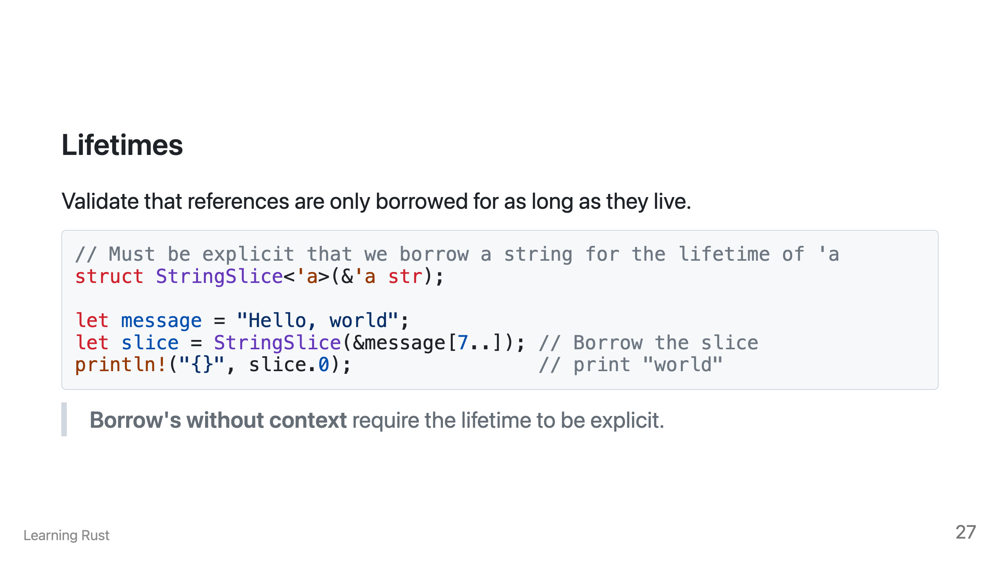 Lifetimes
Validate that references are only borrowed for as long as they live.
// Must be explicit that we borrow a string for the lifetime of 'a
struct StringSlice<'a>(&'a str);
let message = "Hello, world";
let slice = StringSlice(&message[7..]); // Borrow the slice
println!("{}", slice.0);                // print "world"
Borrow's without context require the lifetime to be explicit.
Learning Rust
27